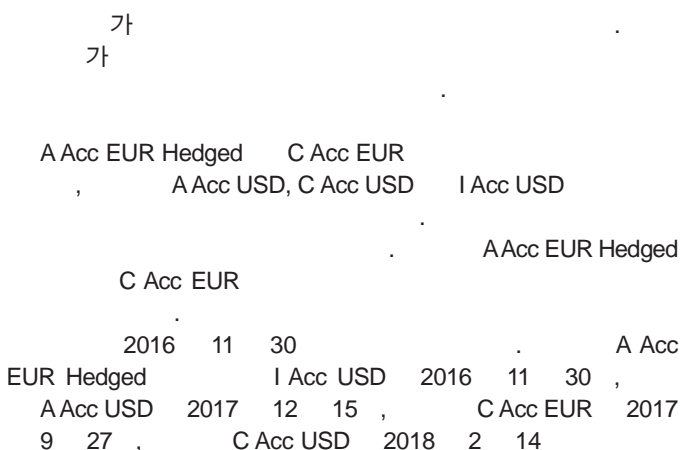 가 .
가
.
A Acc EUR Hedged C Acc EUR
, A Acc USD, C Acc USD I Acc USD
.
. A Acc EUR Hedged
C Acc EUR
.
2016 11 30 . A Acc
EUR Hedged I Acc USD 2016 11 30 ,
A Acc USD 2017 12 15 , C Acc EUR 2017
9 27 , C Acc USD 2018 2 14